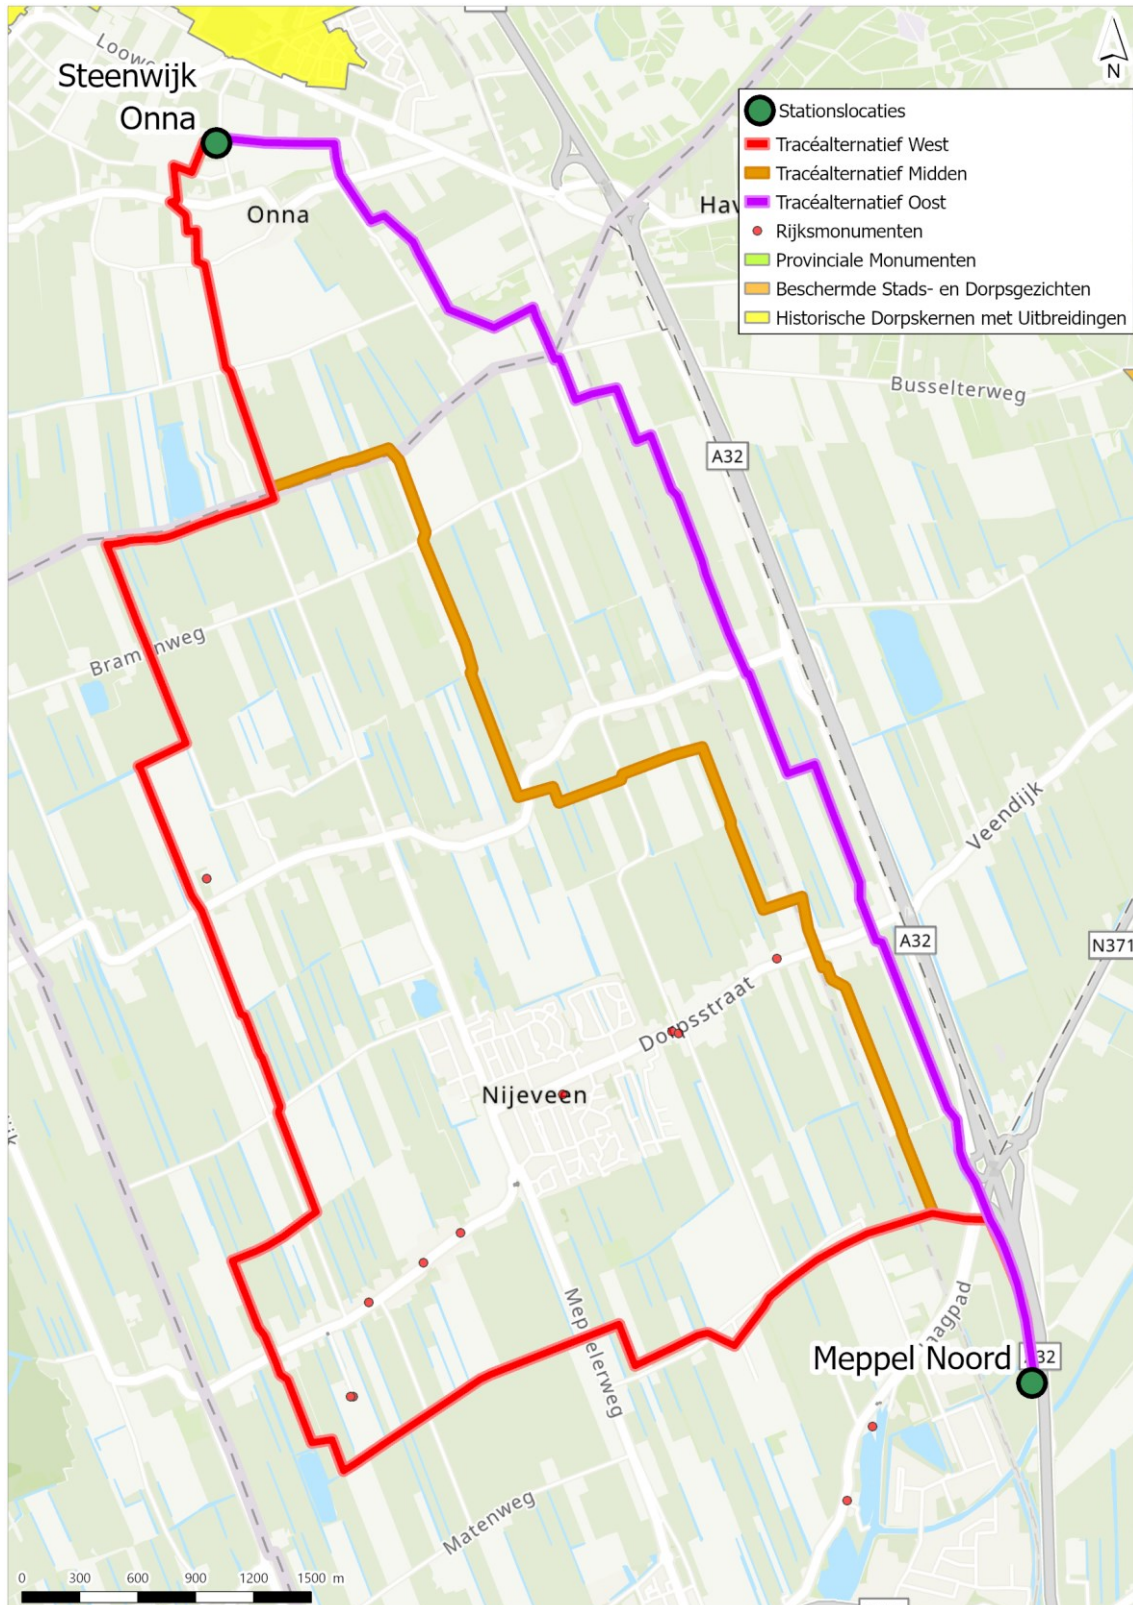 Steenwijk
Onna
N
Stationslocaties
Tracéalternatief West
Tracéalternatief Midden
Tracéalternatief Oost
Rijksmonumenten
Provinciale Monumenten
Beschermde Stads- en Dorpsgezichten
Historische Dorpskernen met Uitbreidingen
Onna
Hav
Busselterweg
A32
Veendijk
A32
N371
Dorpsstraat
Nijeveen
Meppelerweg
Meppel Noord
Matenweg
0 300 600 900 1200 1500 m